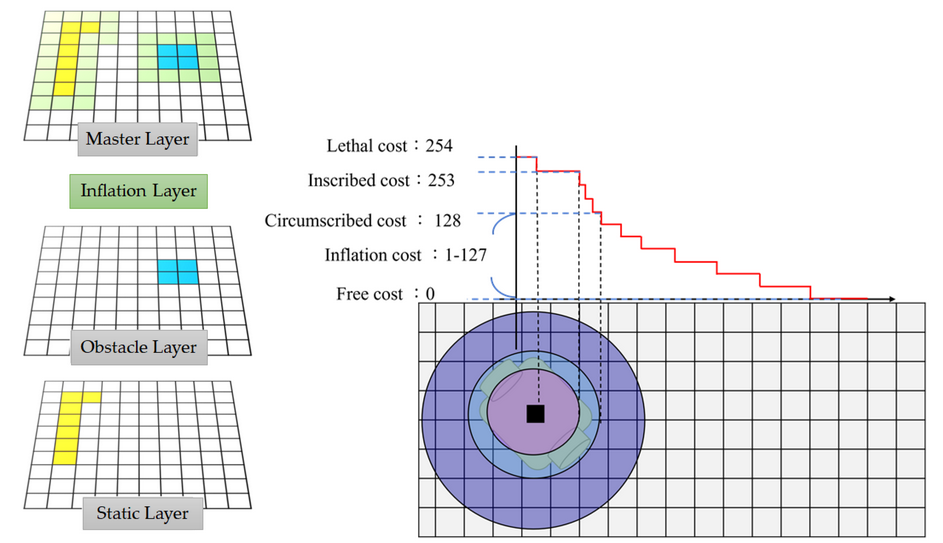 Master Layer
Inflation Layer
Obstacle Layer
Static Layer
Lethal cost：254
Inscribed cost：253
Circumscribed cost： 128
Inflation cost ：1-127
Free cost：0